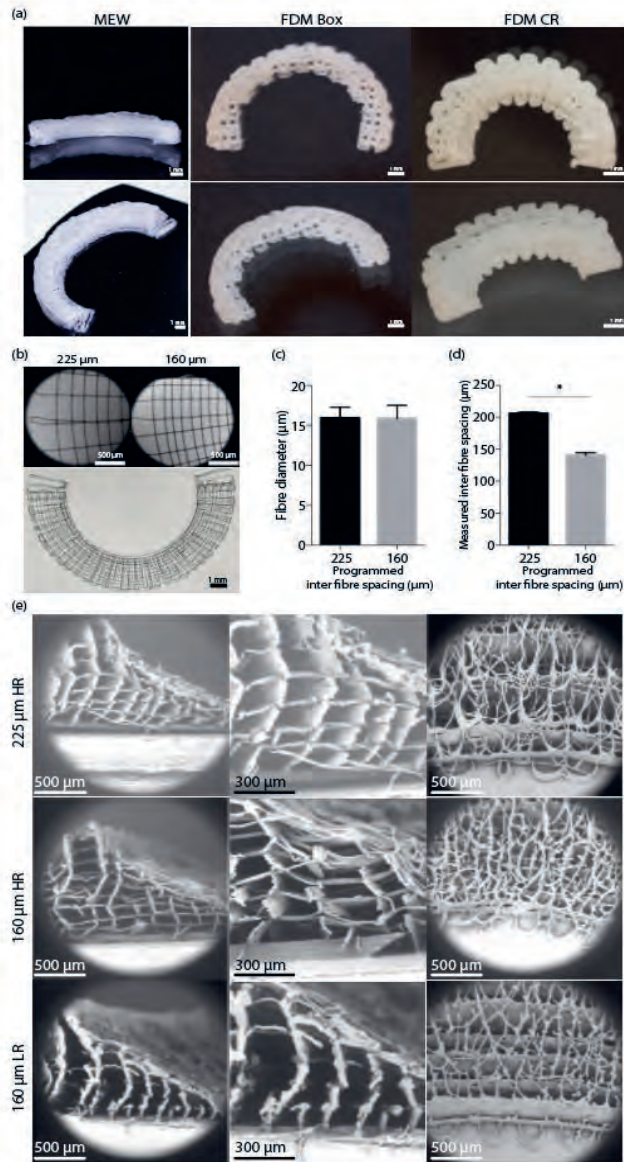 (a)
MEW FDM Box FDM CR
1 mm 1 mm 1 mm
1 mm 1 mm 1 mm
(b)
225 µm 160 µm
500 µm 500 µm
1 mm
(c)
20
15
10
5
0
Fibre diameter (µm)
225 160
Programmed
inter fibre spacing (µm)
(d)
250
200
150
100
50
0
Measured inter fibre spacing (µm)
225 160
Programmed
inter fibre spacing (µm)
(e)
225 µm HR
500 µm 300 µm 500 µm
160 µm HR
500 µm 300 µm 500 µm
160 µm LR
500 µm 300 µm 500 µm